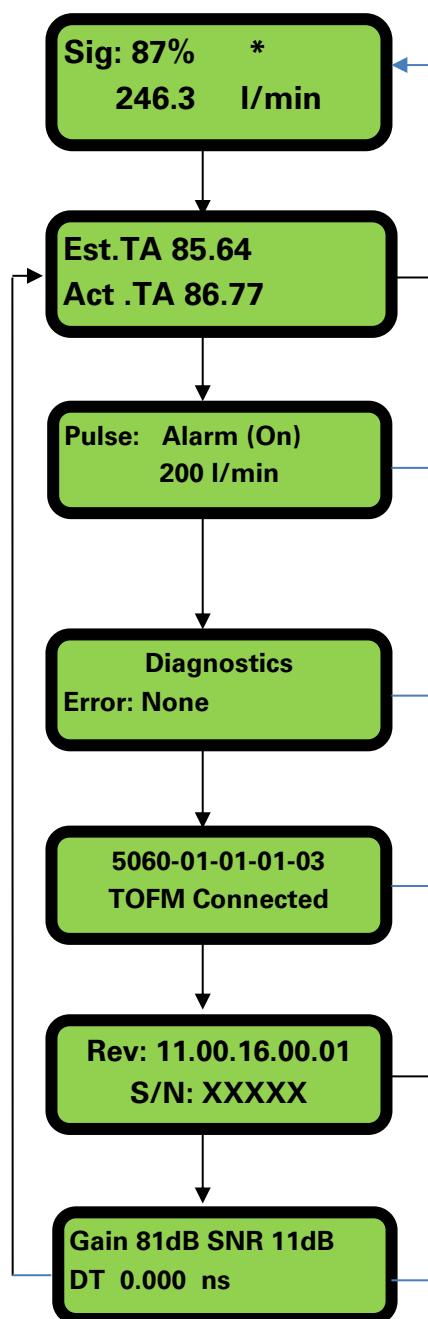 Sig: 87% *
246.3 l/min
Est.TA 85.64
Act .TA 86.77
Pulse: Alarm (On)
200 l/min
Diagnostics
Error: None
5060-01-01-01-03
TOFM Connected
Rev: 11.00.16.00.01
S/N: XXXXX
Gain 81dB SNR 11dB
DT 0.000 ns